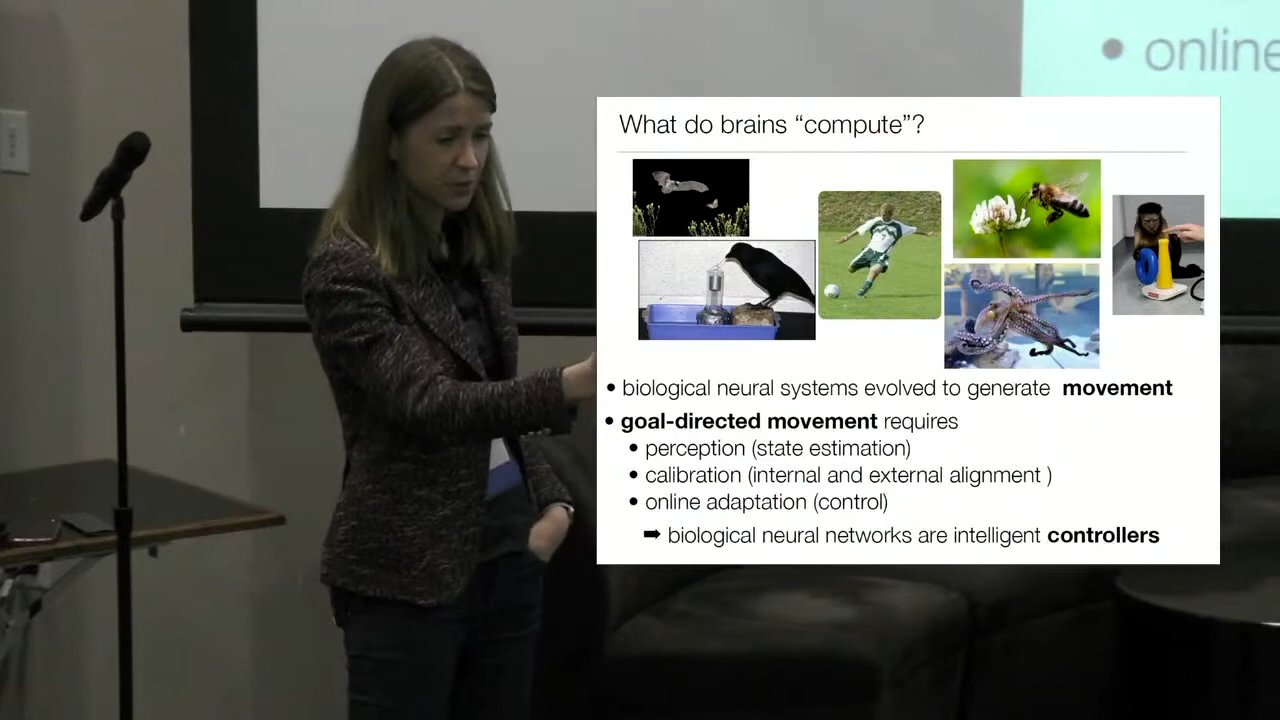 • online
What do brains “compute”?
• biological neural systems evolved to generate movement
• goal-directed movement requires
• perception (state estimation)
• calibration (internal and external alignment )
• online adaptation (control)
➡ biological neural networks are intelligent controllers